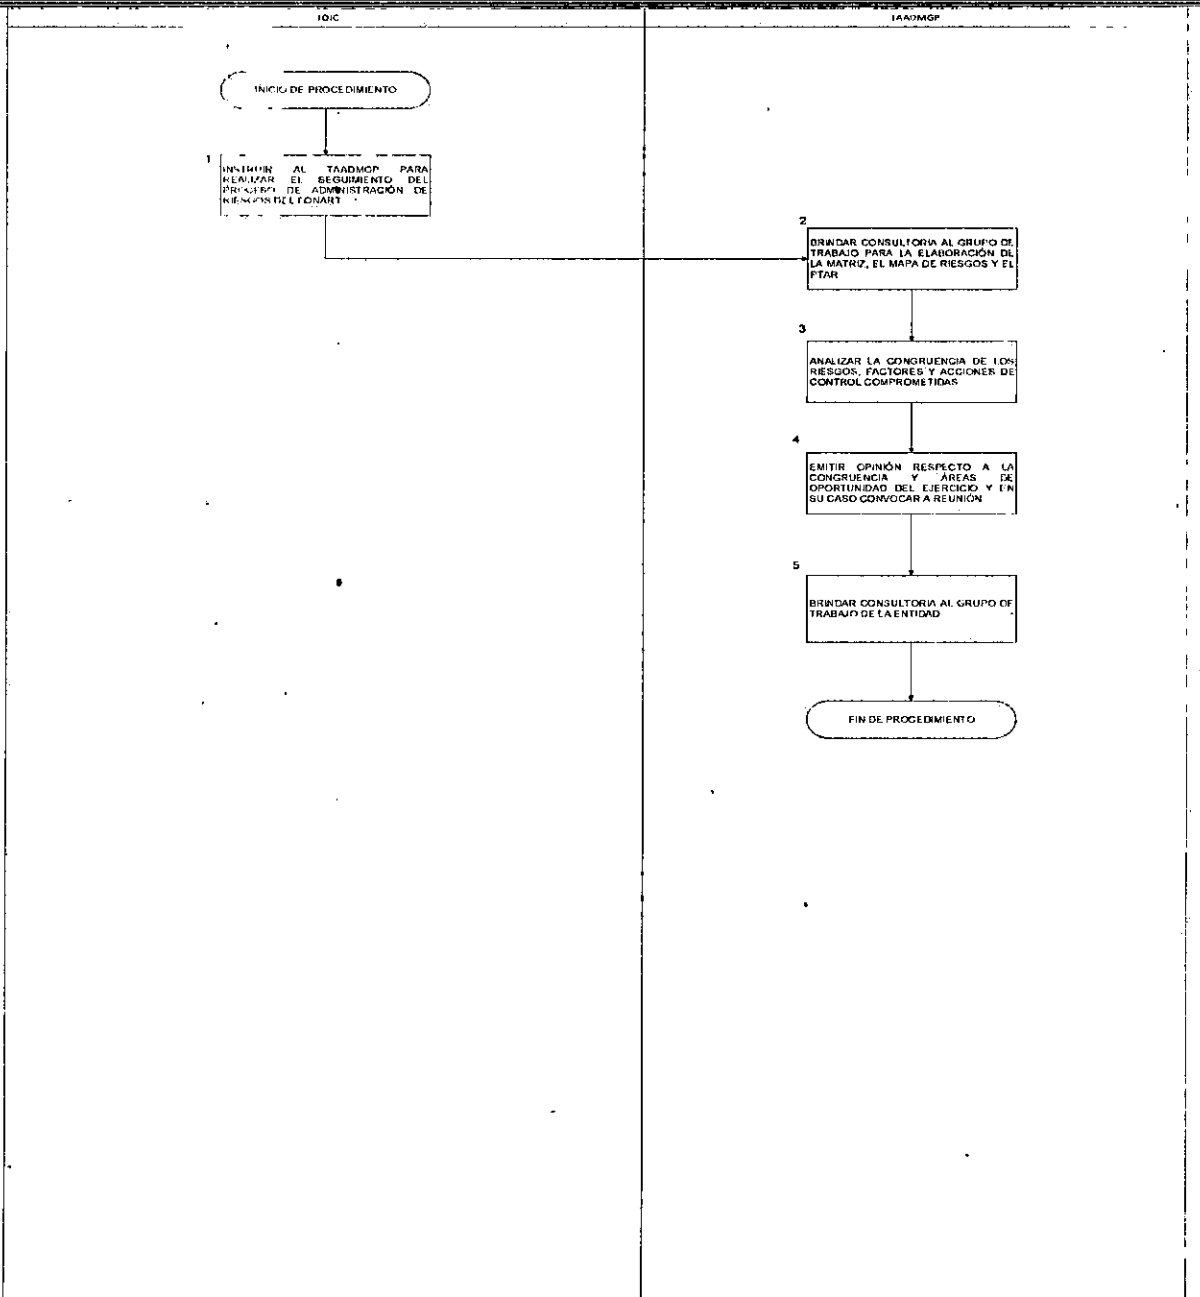 TOIC
TAADMGP
INICIO DE PROCEDIMIENTO
1
INSTRUIR AL TAADMGP PARA
REALIZAR EL SEGUIMIENTO DEL
PROCESO DE ADMINISTRACIÓN DE
RIESGOS DEL FONART
2
BRINDAR CONSULTORIA AL GRUPO DE
TRABAJO PARA LA ELABORACIÓN DE
LA MATRIZ, EL MAPA DE RIESGOS Y EL
PTAR
3
ANALIZAR LA CONGRUENCIA DE LOS
RIESGOS, FACTORES Y ACCIONES DE
CONTROL COMPROMETIDAS
4
EMITIR OPINIÓN RESPECTO A LA
CONGRUENCIA Y ÁREAS DE
OPORTUNIDAD DEL EJERCICIO Y EN
SU CASO CONVOCAR A REUNIÓN
5
BRINDAR CONSULTORIA AL GRUPO DE
TRABAJO DE LA ENTIDAD
FIN DE PROCEDIMIENTO